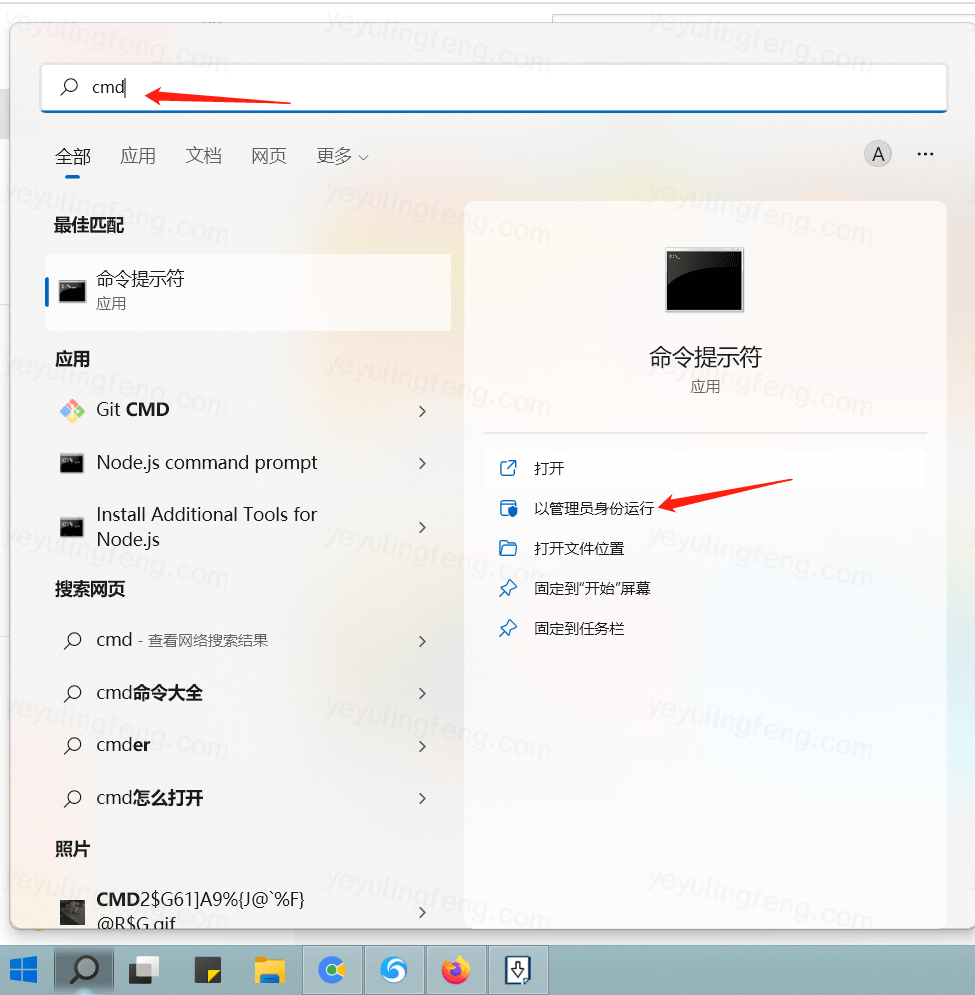 cmd
全部 应用 文档 网页 更多
A
最佳匹配
命令提示符
应用
应用
Git CMD
Node.js command prompt
Install Additional Tools for
Node.js
搜索网页
cmd - 查看网络搜索结果
cmd命令大全
cmder
cmd怎么打开
照片
CMD2$G61]A9%{J@`%F}
@R$G.gif
命令提示符
应用
打开
以管理员身份运行
打开文件位置
固定到"开始"屏幕
固定到任务栏
yeyulingfeng.com